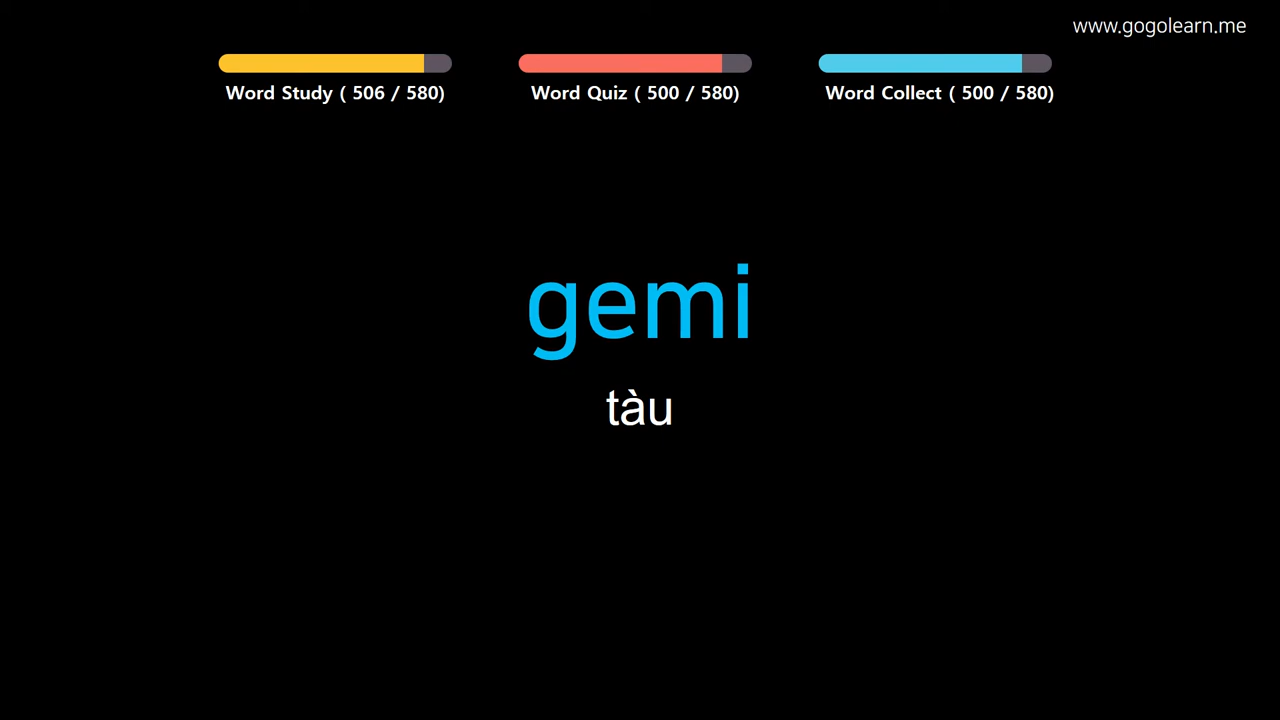 www.gogolearn.me
Word Study ( 506 / 580)
Word Quiz ( 500 / 580)
Word Collect ( 500 / 580)
gemi
tàu